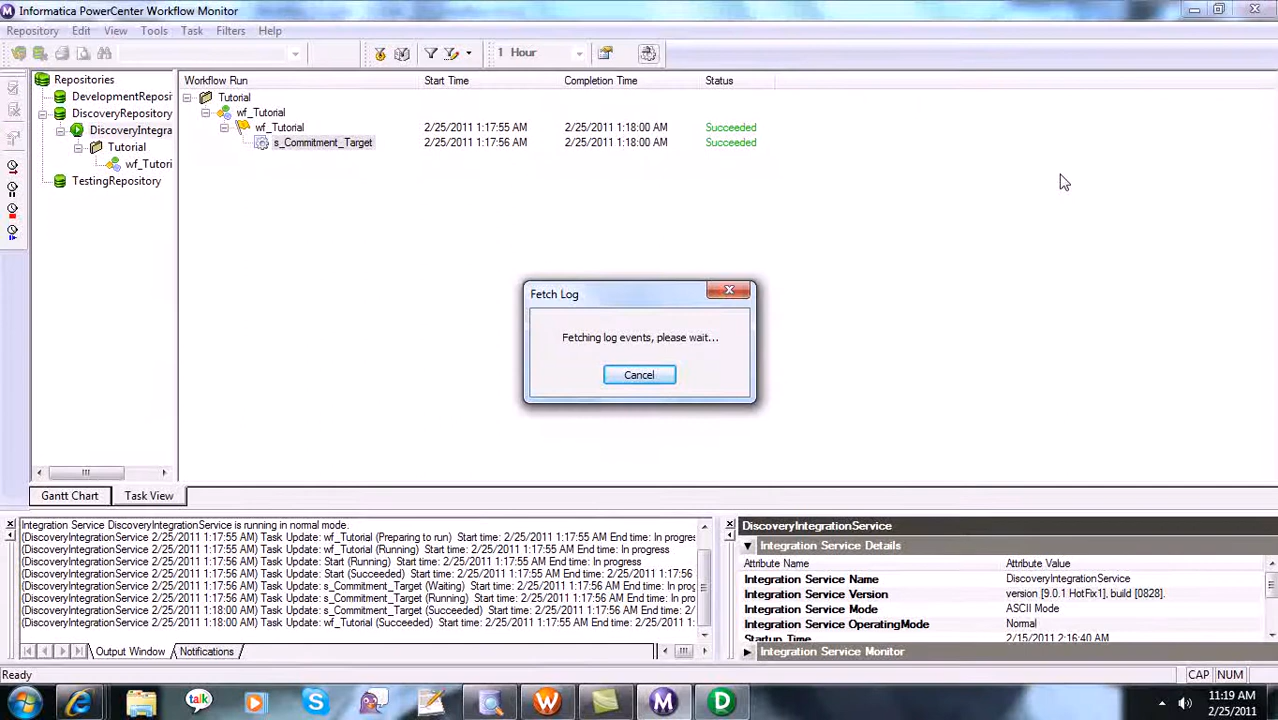 Informatica PowerCenter Workflow Monitor
Repository Edit View Tools Task Filters Help
1 Hour
Repositories
DevelopmentReposi
DiscoveryRepository
DiscoveryIntegra
Tutorial
wf_Tutori
TestingRepository
Workflow Run Start Time Completion Time Status
Tutorial
wf_Tutorial
wf_Tutorial 2/25/2011 1:17:55 AM 2/25/2011 1:18:00 AM Succeeded
s_Commitment_Target 2/25/2011 1:17:56 AM 2/25/2011 1:18:00 AM Succeeded
Fetch Log
Fetching log events, please wait...
Cancel
Gantt Chart Task View
Integration Service DiscoveryIntegrationService is running in normal mode.
(DiscoveryIntegrationService 2/25/2011 1:17:55 AM) Task Update: wf_Tutorial (Preparing to run) Start time: 2/25/2011 1:17:55 AM End time: In progre
(DiscoveryIntegrationService 2/25/2011 1:17:55 AM) Task Update: wf_Tutorial (Running) Start time: 2/25/2011 1:17:55 AM End time: In progress
(DiscoveryIntegrationService 2/25/2011 1:17:55 AM) Task Update: Start (Running) Start time: 2/25/2011 1:17:55 AM End time: In progress
(DiscoveryIntegrationService 2/25/2011 1:17:56 AM) Task Update: Start (Succeeded) Start time: 2/25/2011 1:17:55 AM End time: 2/25/2011 1:17:56
(DiscoveryIntegrationService 2/25/2011 1:17:56 AM) Task Update: s_Commitment_Target (Waiting) Start time: 2/25/2011 1:17:56 AM End time: In prog
(DiscoveryIntegrationService 2/25/2011 1:17:56 AM) Task Update: s_Commitment_Target (Running) Start time: 2/25/2011 1:17:56 AM End time: In pro
(DiscoveryIntegrationService 2/25/2011 1:18:00 AM) Task Update: s_Commitment_Target (Succeeded) Start time: 2/25/2011 1:17:56 AM End time: 2/
(DiscoveryIntegrationService 2/25/2011 1:18:00 AM) Task Update: wf_Tutorial (Succeeded) Start time: 2/25/2011 1:17:55 AM End time: 2/25/2011 1:
Output Window Notifications
DiscoveryIntegrationService
Integration Service Details
Attribute Name Attribute Value
Integration Service Name DiscoveryIntegrationService
Integration Service Version version [9.0.1 HotFix1], build [0828].
Integration Service Mode ASCII Mode
Integration Service OperatingMode Normal
Startup Time 2/15/2011 2:16:40 AM
Integration Service Monitor
Ready CAP NUM
talk
11:19 AM
2/25/2011